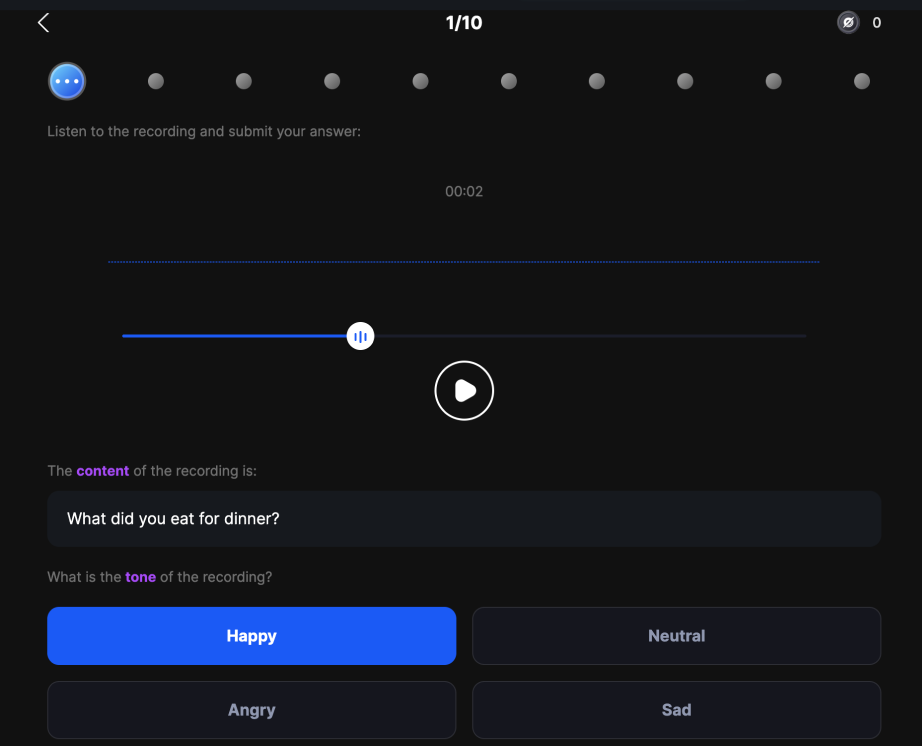 1/10
0
Listen to the recording and submit your answer:
00:02
The content of the recording is:
What did you eat for dinner?
What is the tone of the recording?
Happy
Neutral
Angry
Sad